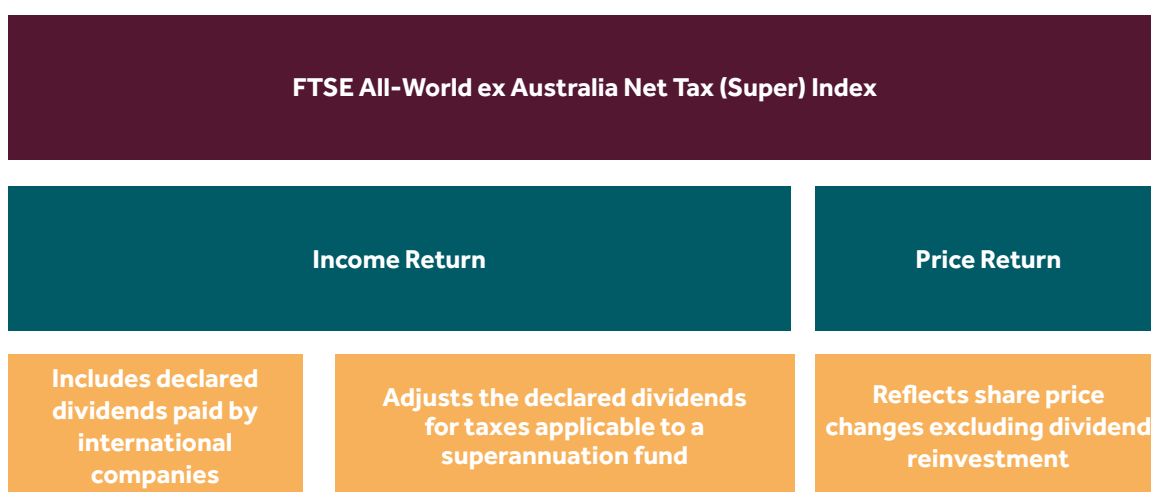 FTSE All-World ex Australia Net Tax (Super) Index
Income Return
Price Return
Includes declared
dividends paid by
international
companies
Adjusts the declared dividends
for taxes applicable to a
superannuation fund
Reflects share price
changes excluding dividend
reinvestment